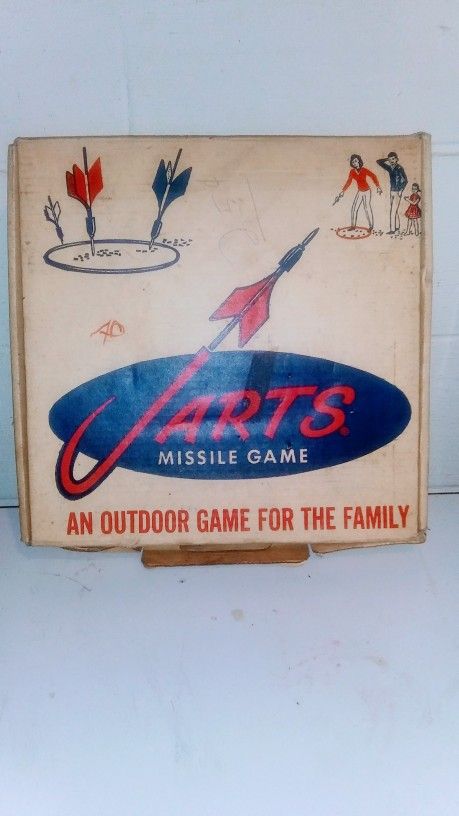 JARTS.
MISSILE GAME
AN OUTDOOR GAME FOR THE FAMILY